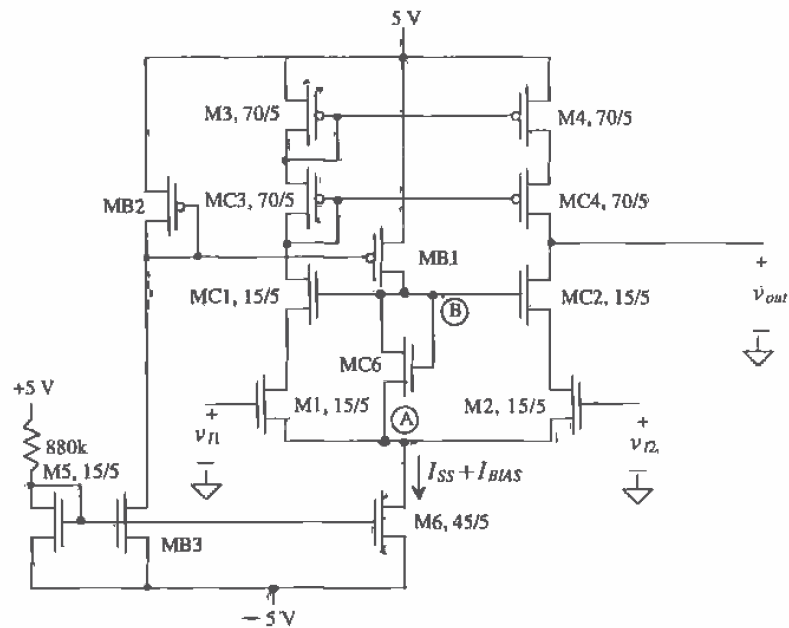 5 V
M3, 70/5
M4, 70/5
MC3, 70/5
MC4, 70/5
MB2
MB1
MC1, 15/5
MC2, 15/5
B
+
v_out
−
MC6
+5 V
880k
M5, 15/5
+
v_I1
−
M1, 15/5
A
M2, 15/5
+
v_I2
−
I_SS + I_BIAS
M6, 45/5
MB3
− 5 V